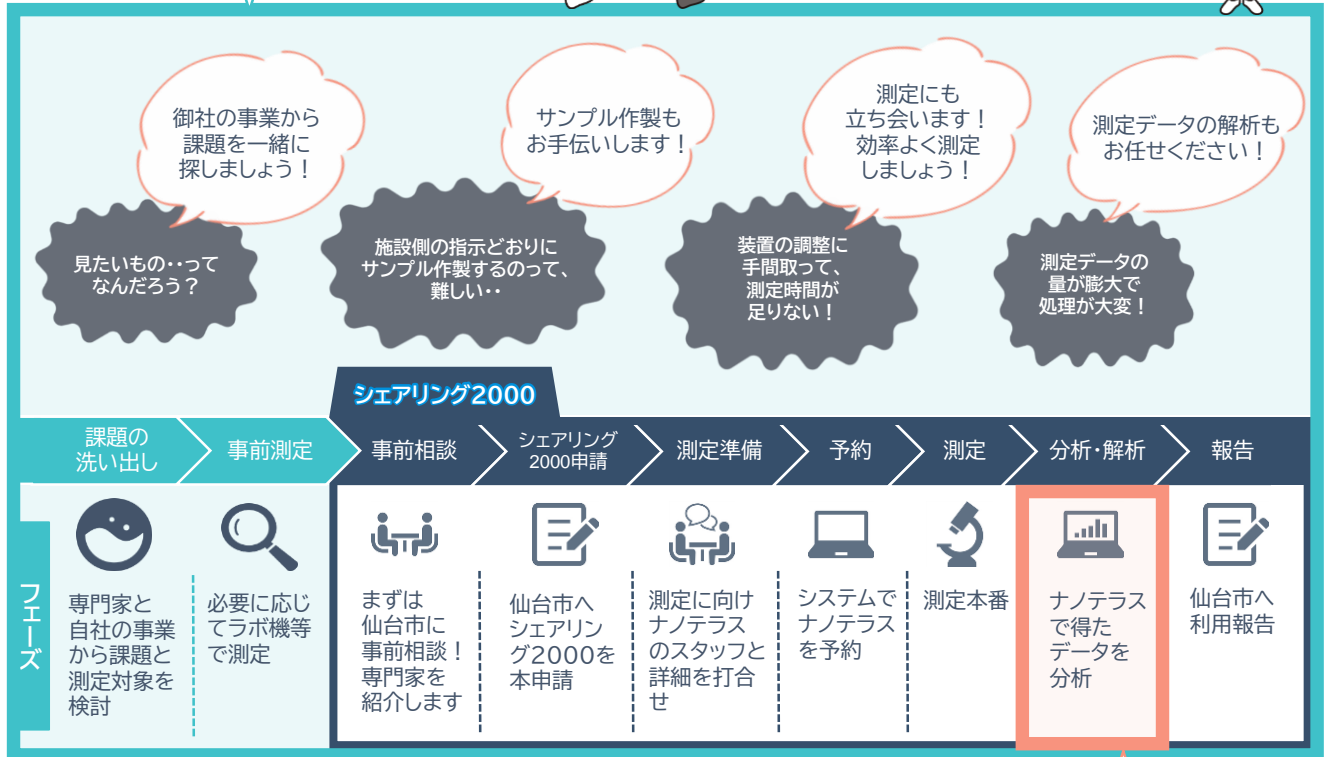 御社の事業から
課題を一緒に
探しましょう！
サンプル作製も
お手伝いします！
測定にも
立ち会います！
効率よく測定
しましょう！
測定データの解析も
お任せください！
見たいもの・・って
なんだろう？
施設側の指示どおりに
サンプル作製するのって、
難しい・・
装置の調整に
手間取って、
測定時間が
足りない！
測定データの
量が膨大で
処理が大変！
シェアリング2000
課題の
洗い出し
事前測定
事前相談
シェアリング
2000申請
測定準備
予約
測定
分析・解析
報告
フェーズ
専門家と
自社の事業
から課題と
測定対象を
検討
必要に応じ
てラボ機等
で測定
まずは
仙台市に
事前相談！
専門家を
紹介します
仙台市へ
シェアリン
グ2000を
本申請
測定に向け
ナノテラス
のスタッフと
詳細を打合
せ
システムで
ナノテラス
を予約
測定本番
ナノテラス
で得た
データを
分析
仙台市へ
利用報告